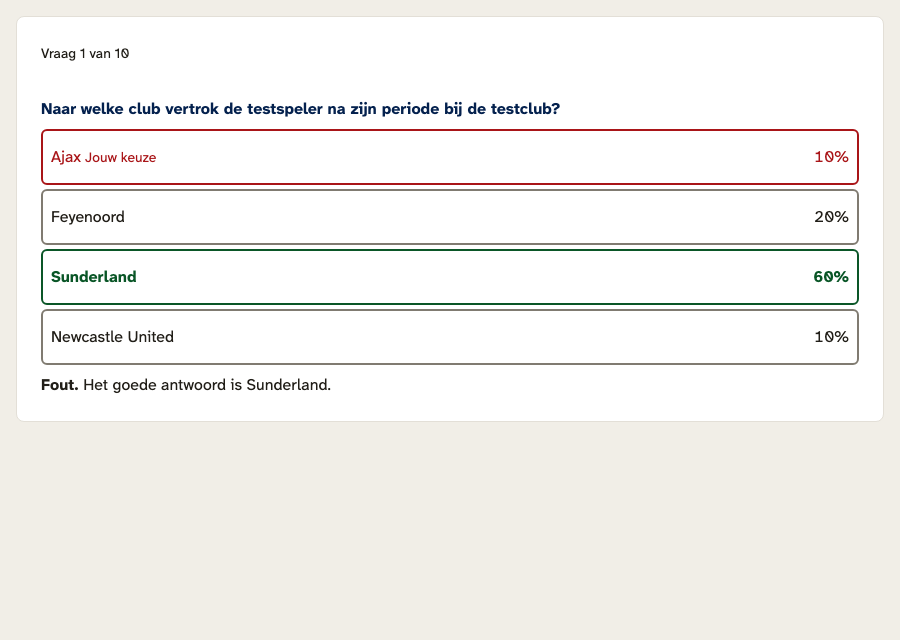 Vraag 1 van 10
Naar welke club vertrok de testspeler na zijn periode bij de testclub?
Ajax Jouw keuze 10%
Feyenoord 20%
Sunderland 60%
Newcastle United 10%
Fout. Het goede antwoord is Sunderland.